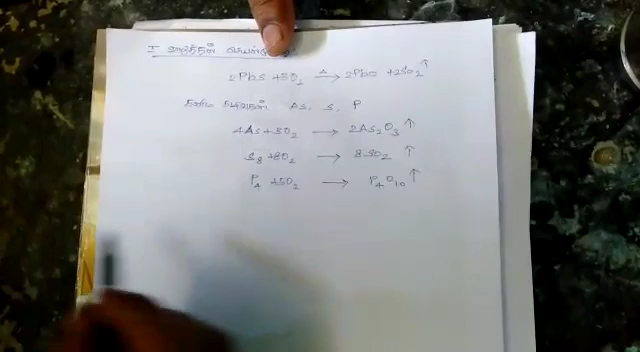 I
2PbS + 3O₂ —Δ→ 2PbO + 2SO₂ ↑
As, S, P
4As + 3O₂ → 2As₂O₃ ↑
S₈ + 8O₂ → 8SO₂ ↑
P₄ + 5O₂ → P₄O₁₀ ↑